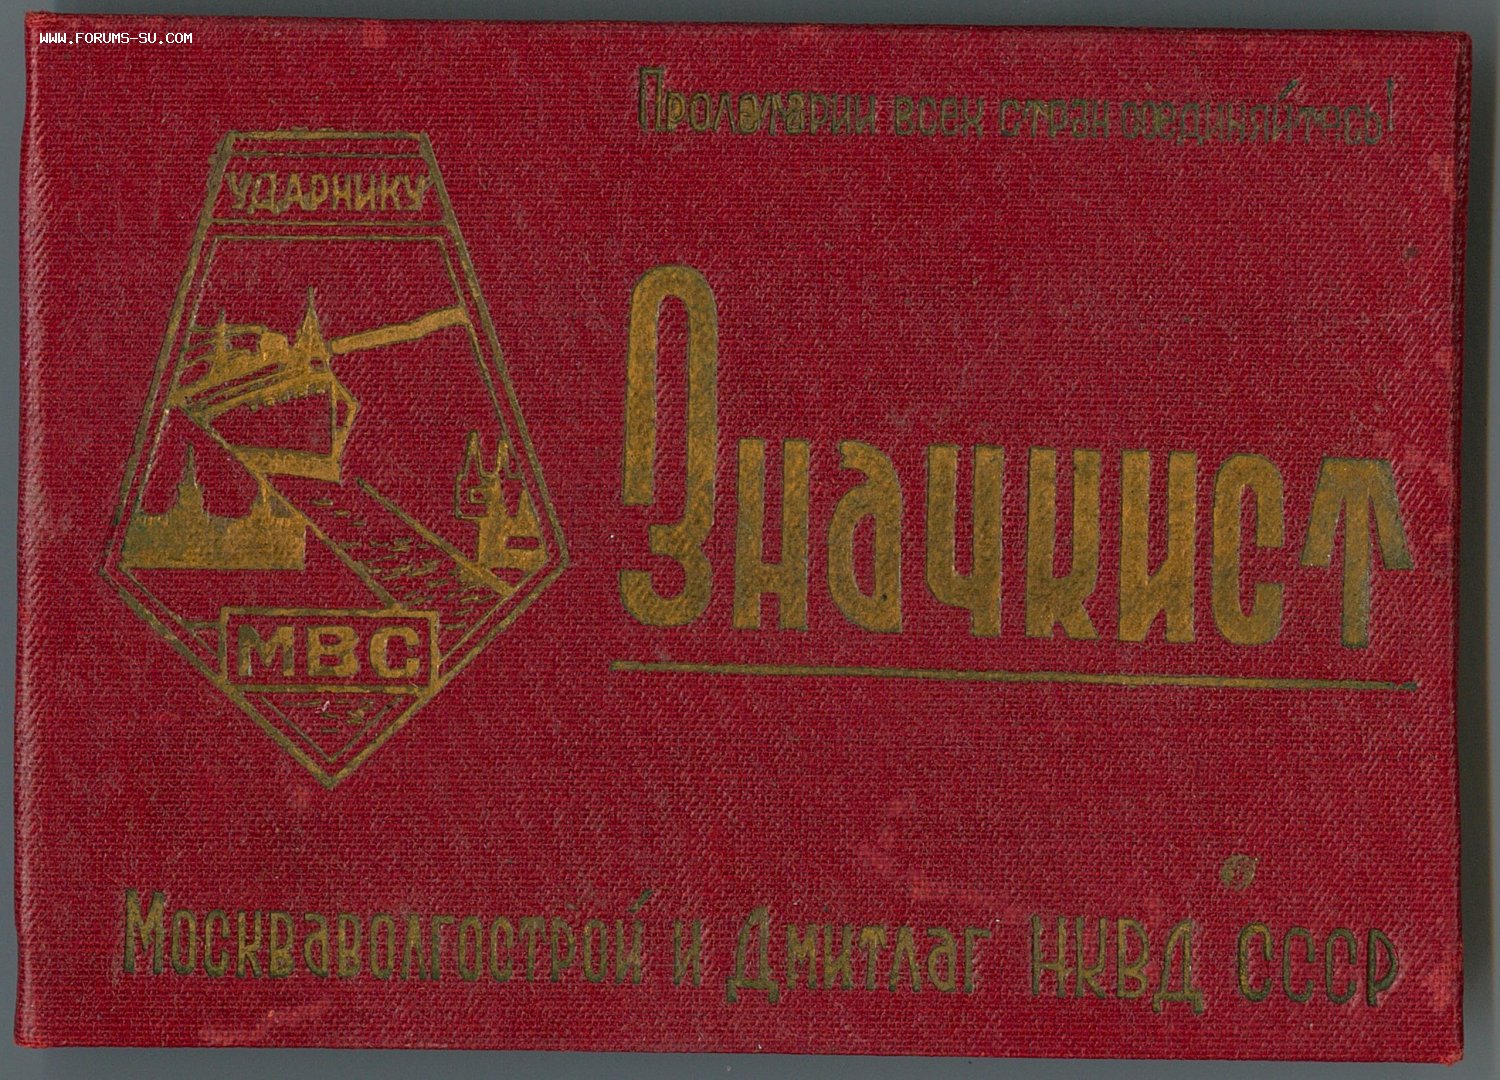 WWW.FORUMS-SU.COM
Пролетарии всех стран соединяйтесь!
УДАРНИКУ
Значкист
МВС
Москваволгострой и Дмитлаг НКВД СССР